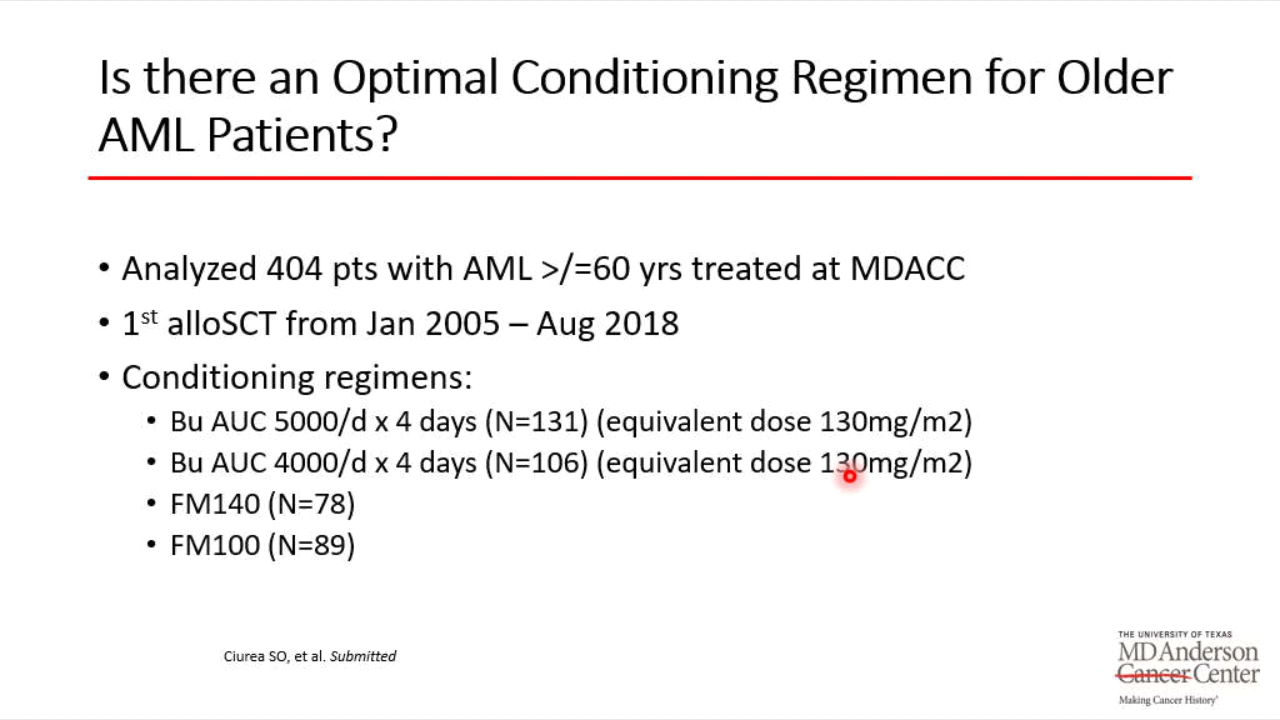 Is there an Optimal Conditioning Regimen for Older
AML Patients?
• Analyzed 404 pts with AML >/=60 yrs treated at MDACC
• 1st alloSCT from Jan 2005 – Aug 2018
• Conditioning regimens:
• Bu AUC 5000/d x 4 days (N=131) (equivalent dose 130mg/m2)
• Bu AUC 4000/d x 4 days (N=106) (equivalent dose 130mg/m2)
• FM140 (N=78)
• FM100 (N=89)
Ciurea SO, et al. Submitted
THE UNIVERSITY OF TEXAS
MD Anderson
Cancer Center
Making Cancer History®